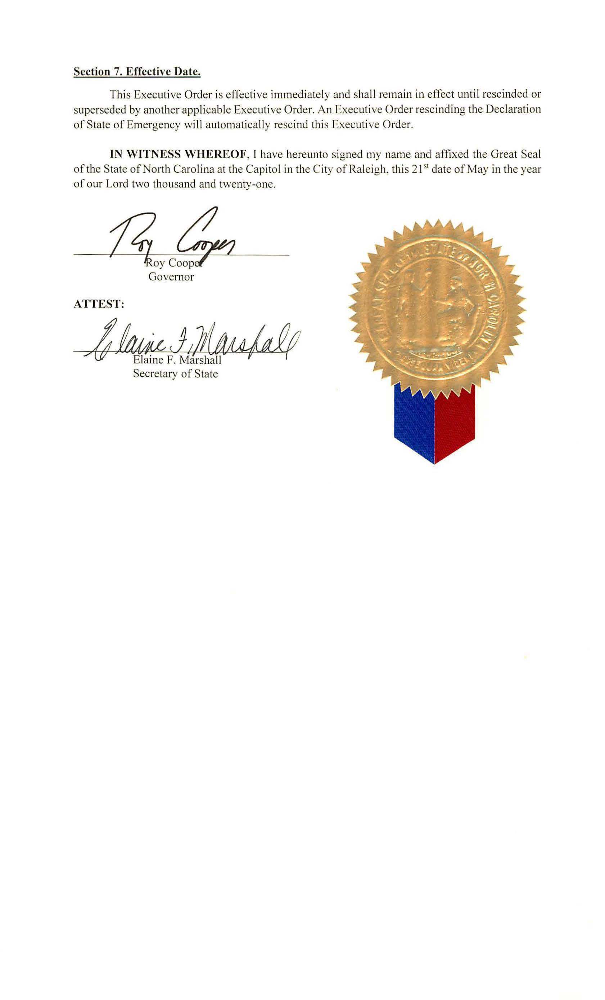 Section 7. Effective Date.
This Executive Order is effective immediately and shall remain in effect until rescinded or
superseded by another applicable Executive Order. An Executive Order rescinding the Declaration
of State of Emergency will automatically rescind this Executive Order.
IN WITNESS WHEREOF, I have hereunto signed my name and affixed the Great Seal
of the State of North Carolina at the Capitol in the City of Raleigh, this 21st date of May in the year
of our Lord two thousand and twenty-one.
Roy Cooper
Roy Cooper
Governor
ATTEST:
Elaine F. Marshall
Elaine F. Marshall
Secretary of State
GREAT SEAL OF THE STATE OF NORTH CAROLINA